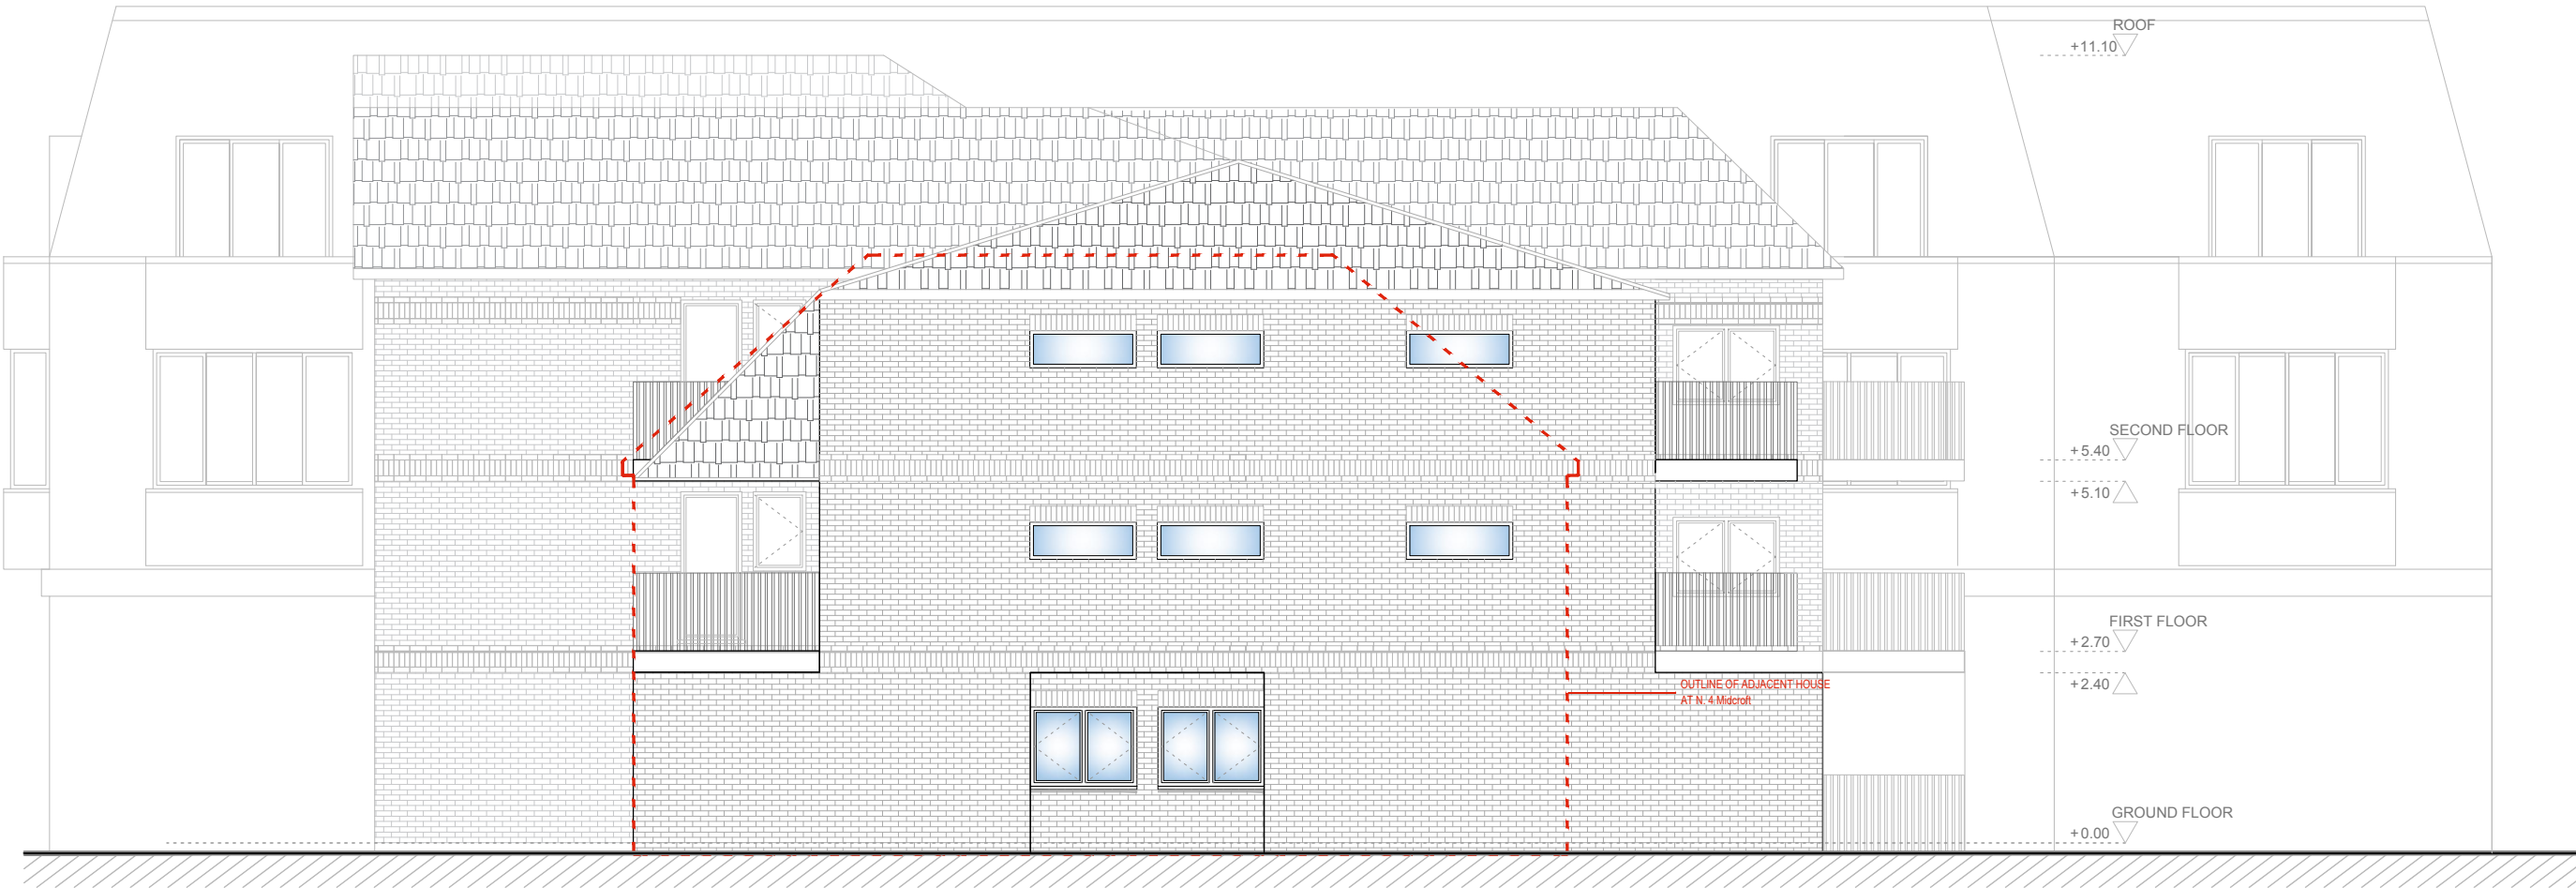 ROOF
+11.10
SECOND FLOOR
+5.40
+5.10
FIRST FLOOR
+2.70
+2.40
OUTLINE OF ADJACENT HOUSE
AT N. 4 Midcroft
GROUND FLOOR
+0.00